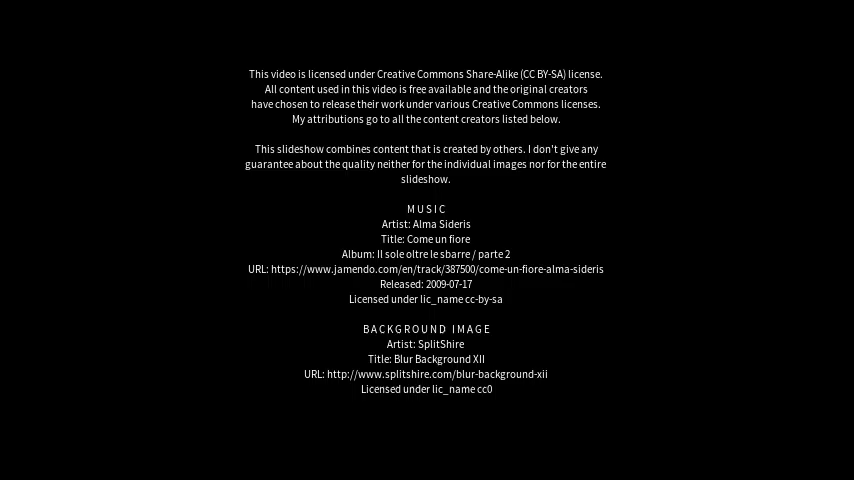 This video is licensed under Creative Commons Share-Alike (CC BY-SA) license.
All content used in this video is free available and the original creators
have chosen to release their work under various Creative Commons licenses.
My attributions go to all the content creators listed below.
This slideshow combines content that is created by others. I don't give any
guarantee about the quality neither for the individual images nor for the entire
slideshow.
MUSIC
Artist: Alma Sideris
Title: Come un fiore
Album: Il sole oltre le sbarre / parte 2
URL: https://www.jamendo.com/en/track/387500/come-un-fiore-alma-sideris
Released: 2009-07-17
Licensed under lic_name cc-by-sa
BACKGROUND IMAGE
Artist: SplitShire
Title: Blur Background XII
URL: http://www.splitshire.com/blur-background-xii
Licensed under lic_name cc0